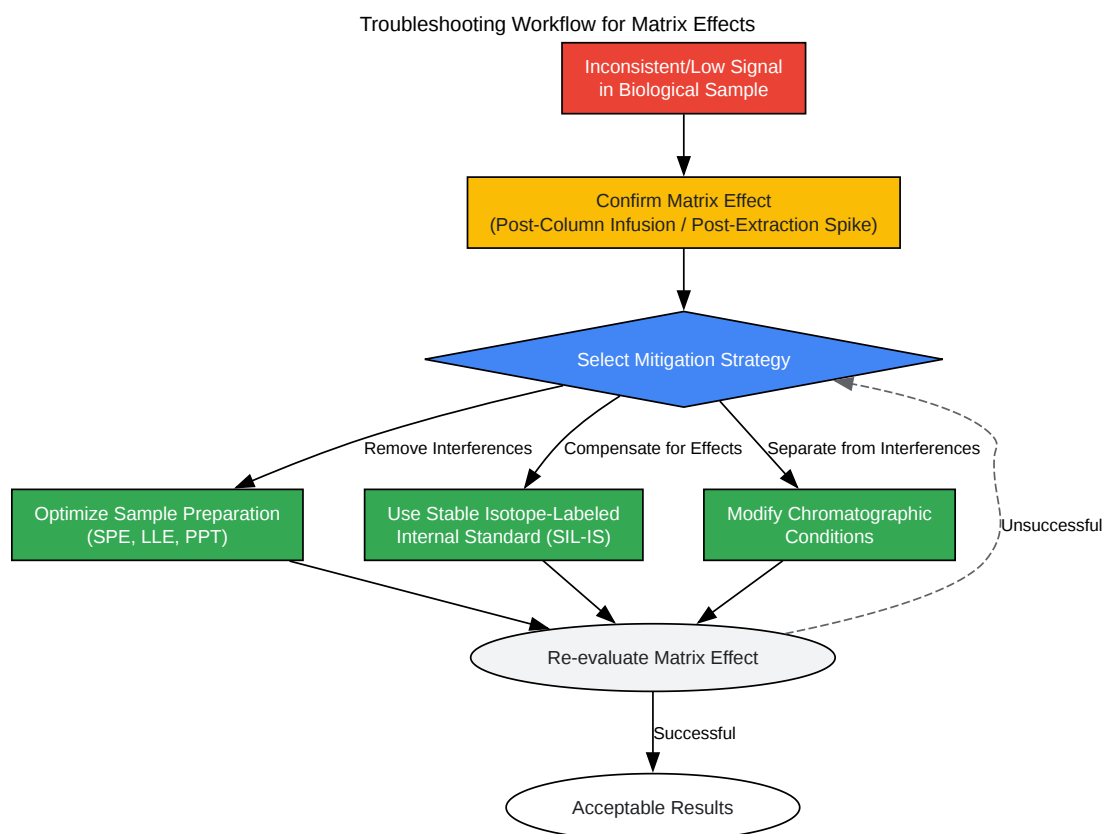 Troubleshooting Workflow for Matrix Effects
Inconsistent/Low Signal
in Biological Sample
Confirm Matrix Effect
(Post-Column Infusion / Post-Extraction Spike)
Select Mitigation Strategy
Remove Interferences
Compensate for Effects
Separate from Interferences
Optimize Sample Preparation
(SPE, LLE, PPT)
Use Stable Isotope-Labeled
Internal Standard (SIL-IS)
Modify Chromatographic
Conditions
Unsuccessful
Re-evaluate Matrix Effect
Successful
Acceptable Results